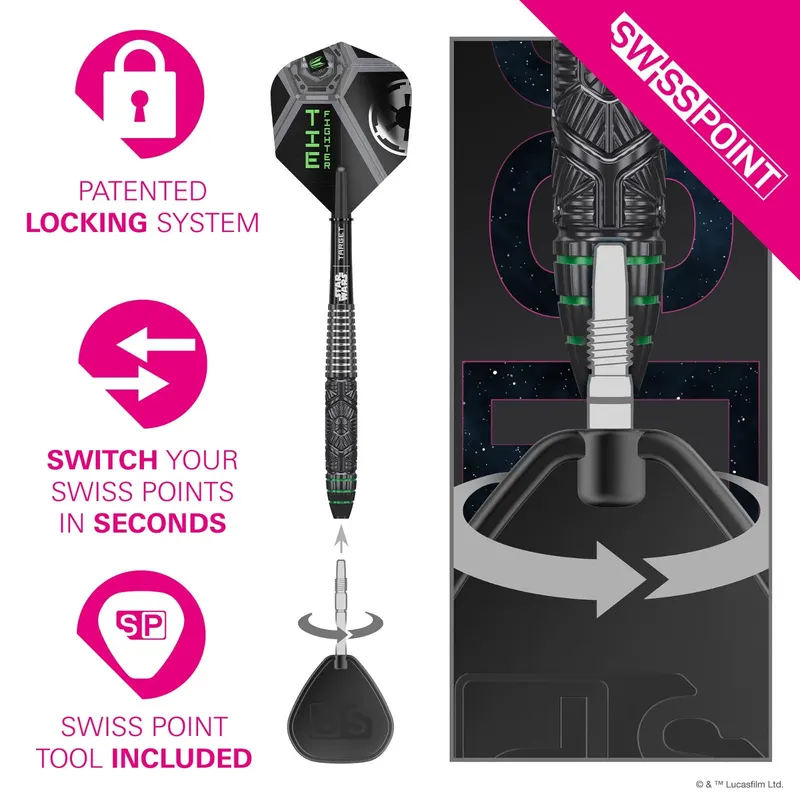 SWISSPOINT
PATENTED
LOCKING SYSTEM
SWITCH YOUR
SWISS POINTS
IN SECONDS
SP
SWISS POINT
TOOL INCLUDED
TIE
FIGHTER
TARGET
STAR
WARS
© & ™ Lucasfilm Ltd.